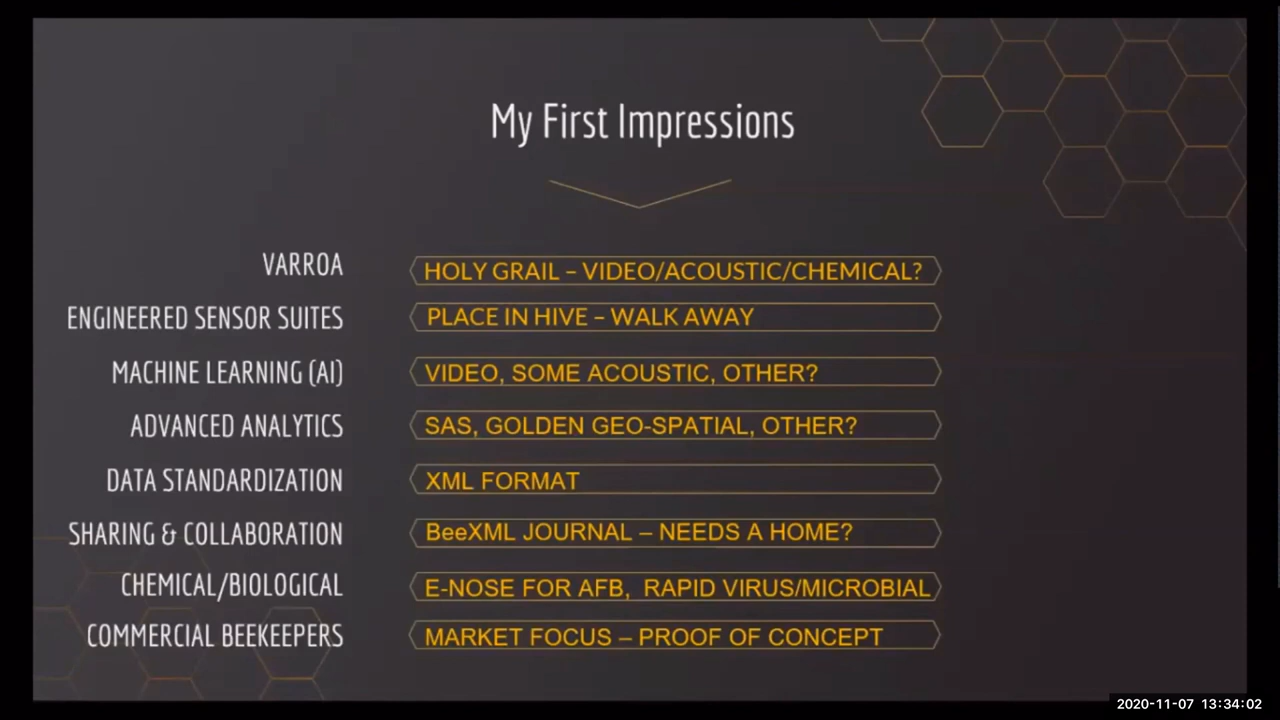 My First Impressions
VARROA
HOLY GRAIL – VIDEO/ACOUSTIC/CHEMICAL?
ENGINEERED SENSOR SUITES
PLACE IN HIVE – WALK AWAY
MACHINE LEARNING (AI)
VIDEO, SOME ACOUSTIC, OTHER?
ADVANCED ANALYTICS
SAS, GOLDEN GEO-SPATIAL, OTHER?
DATA STANDARDIZATION
XML FORMAT
SHARING & COLLABORATION
BeeXML JOURNAL – NEEDS A HOME?
CHEMICAL/BIOLOGICAL
E-NOSE FOR AFB, RAPID VIRUS/MICROBIAL
COMMERCIAL BEEKEEPERS
MARKET FOCUS – PROOF OF CONCEPT
2020-11-07 13:34:02